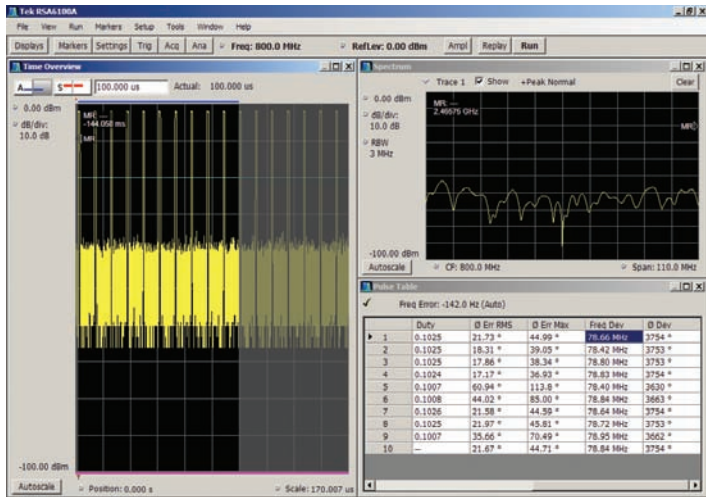 Tek RSA6100A
File View Run Markers Setup Tools Window Help
Displays Markers Settings Trig Acq Ana Freq: 800.0 MHz RefLev: 0.00 dBm Ampl Replay Run
Time Overview
A S 100.000 us Actual: 100.000 us
0.00 dBm
dB/div:
10.0 dB
MR: ---
-144.058 ms
MR
-100.00 dBm
Autoscale Position: 0.000 s Scale: 170.007 us
Spectrum
Trace 1 Show +Peak Normal Clear
0.00 dBm
dB/div:
10.0 dB
RBW
3 MHz
MR: ---
2.46575 GHz
MR
-100.00 dBm
Autoscale CF: 800.0 MHz Span: 110.0 MHz
Pulse Table
Freq Error: -142.0 Hz (Auto)
Duty Ø Err RMS Ø Err Max Freq Dev Ø Dev
1 0.1025 21.73 ° 44.99 ° 78.66 MHz 3754 °
2 0.1025 18.31 ° 39.05 ° 78.42 MHz 3753 °
3 0.1025 17.86 ° 38.34 ° 78.80 MHz 3753 °
4 0.1024 17.17 ° 36.93 ° 78.83 MHz 3754 °
5 0.1007 60.94 ° 113.8 ° 78.40 MHz 3630 °
6 0.1008 44.02 ° 85.00 ° 78.84 MHz 3663 °
7 0.1026 21.58 ° 44.59 ° 78.64 MHz 3754 °
8 0.1025 21.97 ° 45.81 ° 78.72 MHz 3753 °
9 0.1007 35.66 ° 70.49 ° 78.95 MHz 3662 °
10 -- 21.67 ° 44.71 ° 78.84 MHz 3754 °